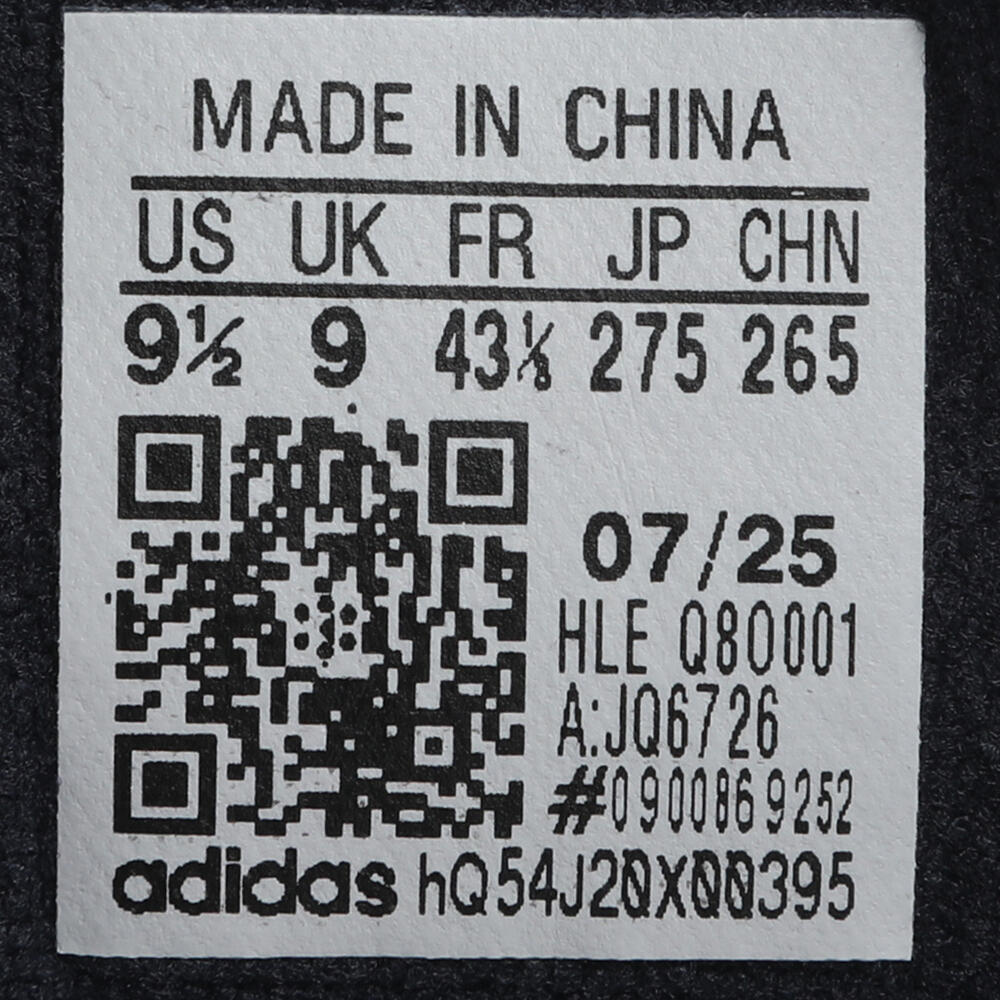 MADE IN CHINA
US UK FR JP CHN
9½ 9 43⅓ 275 265
07/25
HLE Q80001
A:JQ6726
#0900869252
adidas hQ54J20X00395